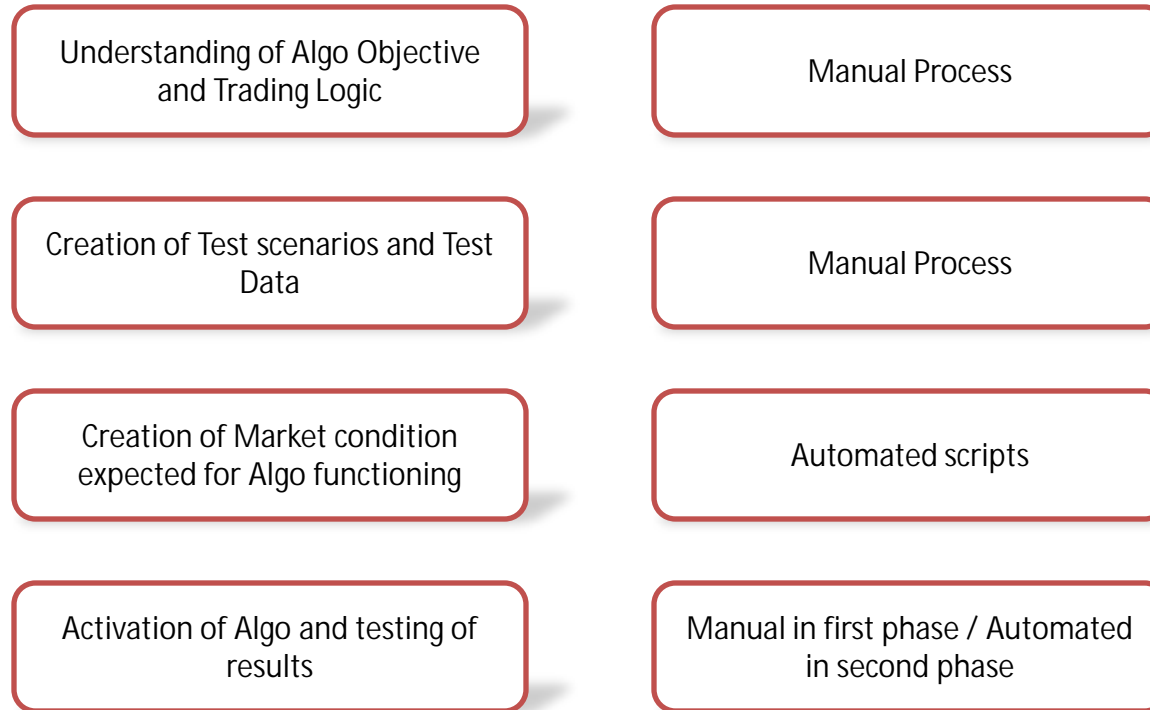 Understanding of Algo Objective
and Trading Logic
Manual Process
Creation of Test scenarios and Test
Data
Manual Process
Creation of Market condition
expected for Algo functioning
Automated scripts
Activation of Algo and testing of
results
Manual in first phase / Automated
in second phase